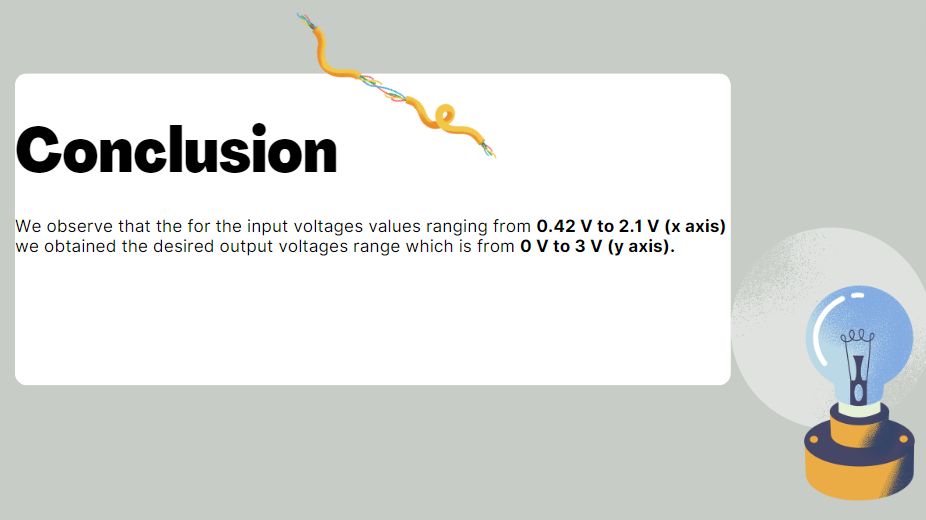 Conclusion
We observe that the for the input voltages values ranging from 0.42 V to 2.1 V (x axis)
we obtained the desired output voltages range which is from 0 V to 3 V (y axis).